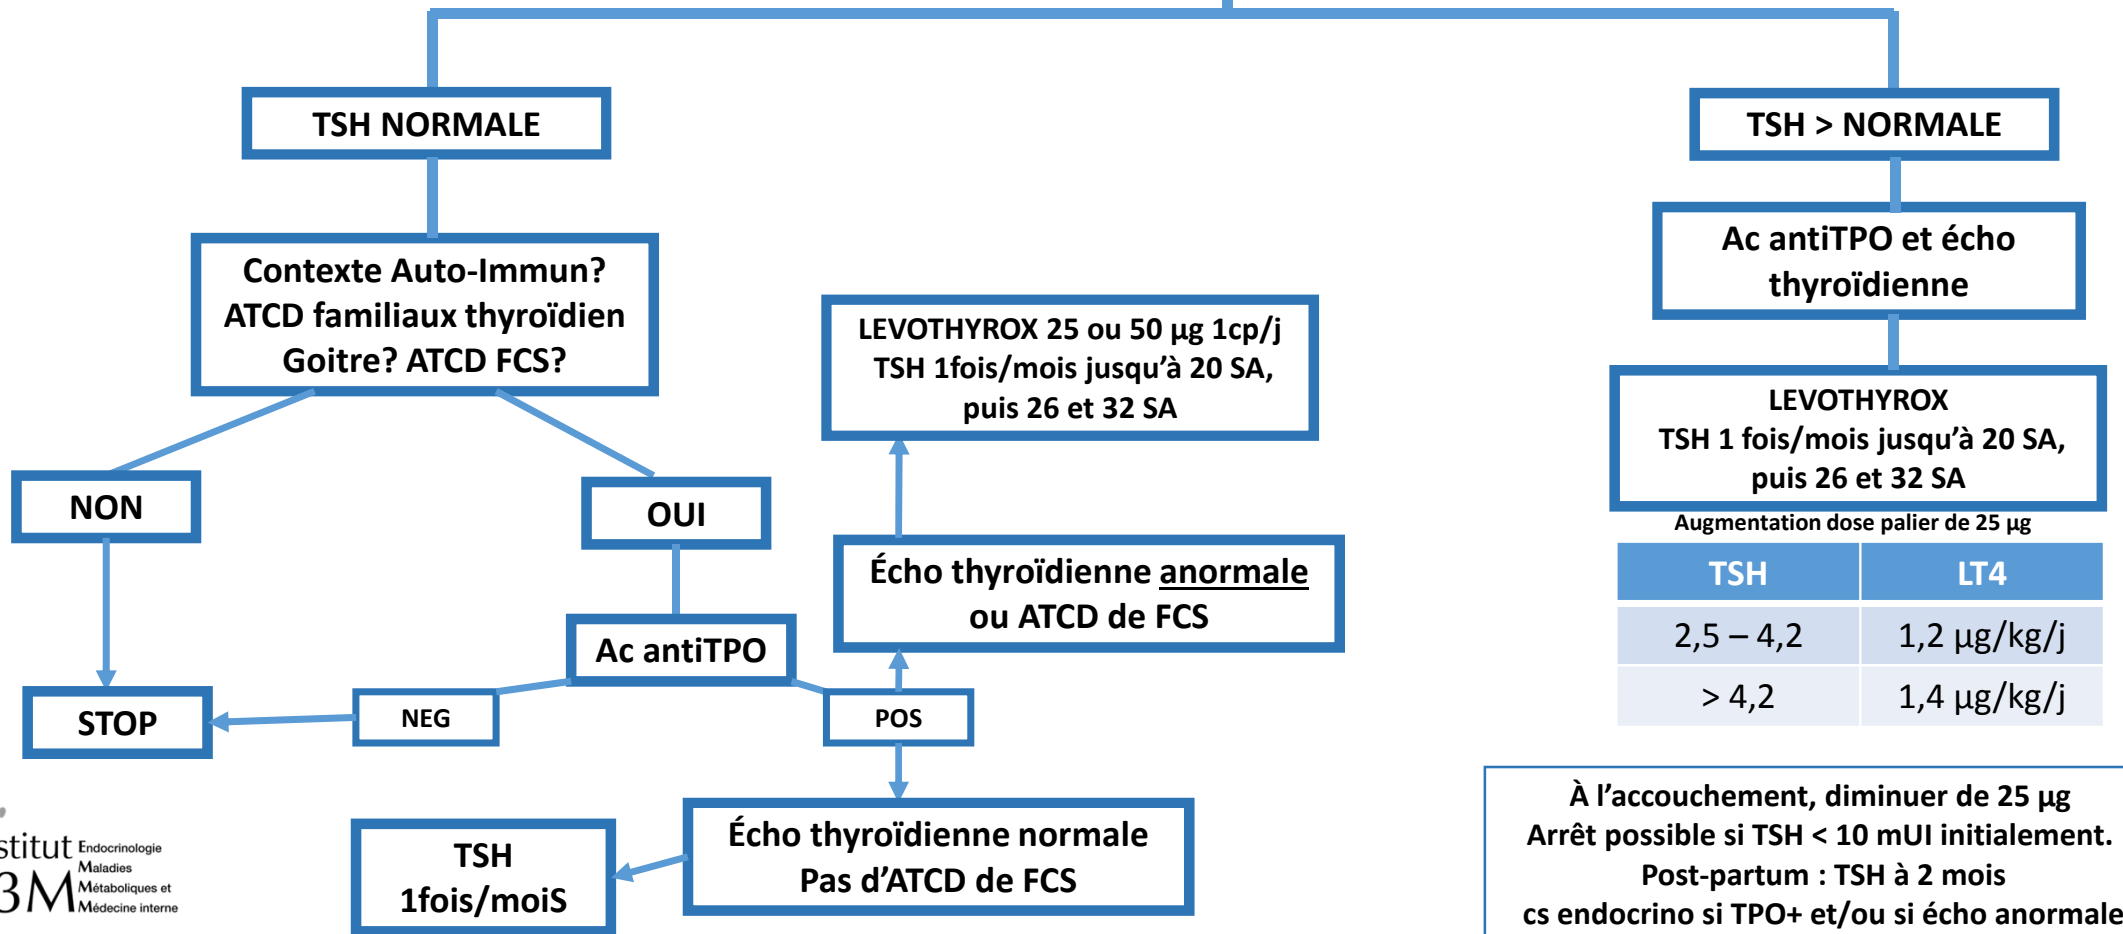 TSH NORMALE
TSH > NORMALE
Contexte Auto-Immun?
ATCD familiaux thyroïdien
Goitre? ATCD FCS?
Ac antiTPO et écho
thyroïdienne
LEVOTHYROX 25 ou 50 µg 1cp/j
TSH 1fois/mois jusqu’à 20 SA,
puis 26 et 32 SA
LEVOTHYROX
TSH 1 fois/mois jusqu’à 20 SA,
puis 26 et 32 SA
Augmentation dose palier de 25 µg
NON
OUI
Écho thyroïdienne anormale
ou ATCD de FCS
TSH LT4
2,5 – 4,2 1,2 µg/kg/j
> 4,2 1,4 µg/kg/j
Ac antiTPO
STOP
NEG
POS
Écho thyroïdienne normale
Pas d’ATCD de FCS
TSH
1fois/moiS
À l’accouchement, diminuer de 25 µg
Arrêt possible si TSH < 10 mUI initialement.
Post-partum : TSH à 2 mois
cs endocrino si TPO+ et/ou si écho anormale
stitut Endocrinologie
Maladies
3M Métaboliques et
Médecine interne